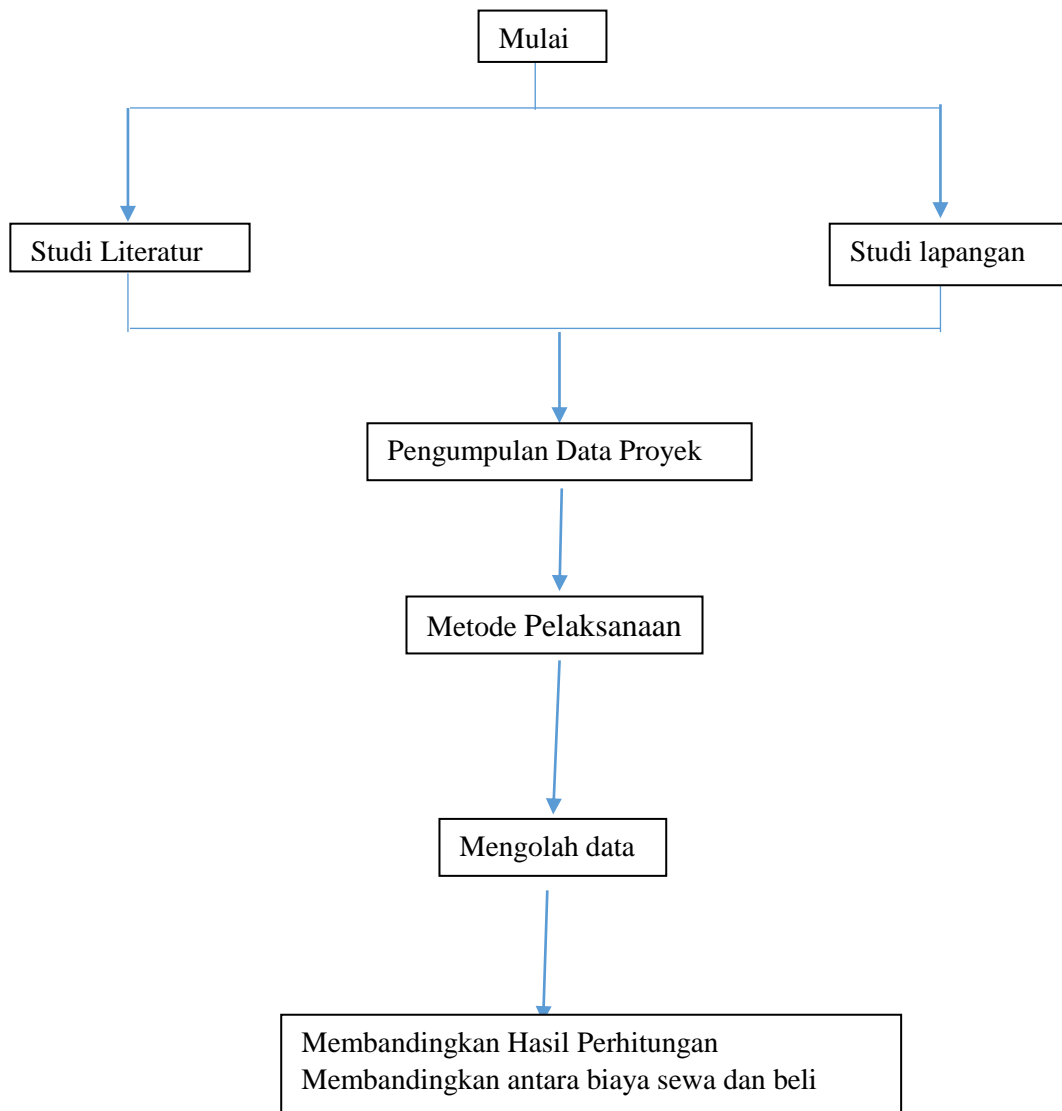 Mulai
Studi Literatur
Studi lapangan
Pengumpulan Data Proyek
Metode Pelaksanaan
Mengolah data
Membandingkan Hasil Perhitungan
Membandingkan antara biaya sewa dan beli